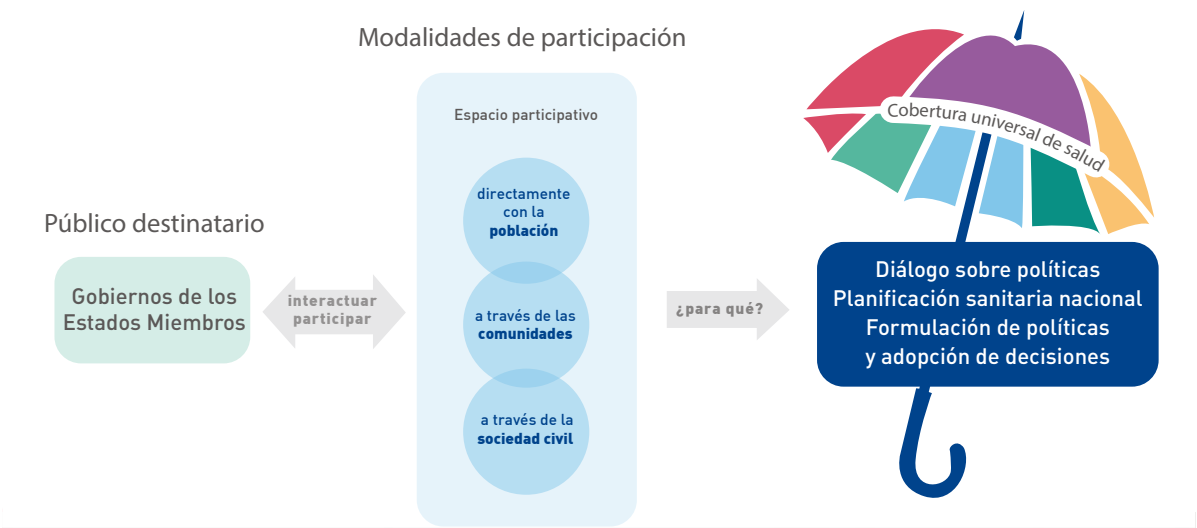 Modalidades de participación
Público destinatario
Gobiernos de los
Estados Miembros
interactuar
participar
Espacio participativo
directamente
con la
población
a través de las
comunidades
a través de la
sociedad civil
¿para qué?
Cobertura universal de salud
Diálogo sobre políticas
Planificación sanitaria nacional
Formulación de políticas
y adopción de decisiones